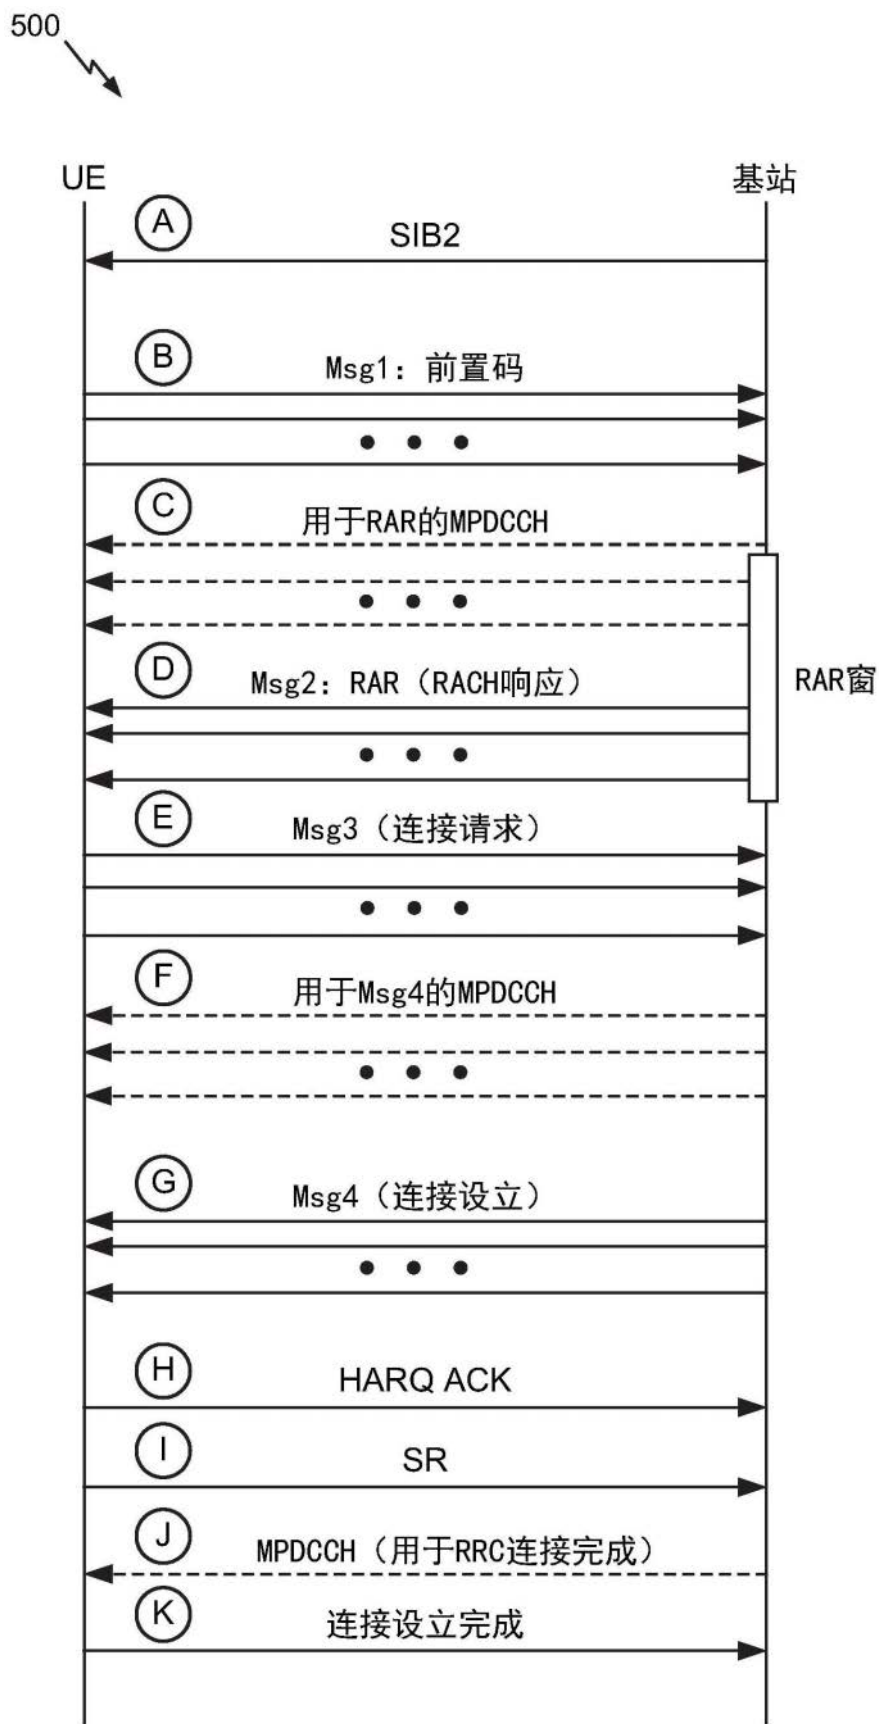 500
UE
基站
A
SIB2
B
Msg1: 前置码
C
用于RAR的MPDCCH
D
Msg2: RAR（RACH响应）
RAR窗
E
Msg3（连接请求）
F
用于Msg4的MPDCCH
G
Msg4（连接设立）
H
HARQ ACK
I
SR
J
MPDCCH（用于RRC连接完成）
K
连接设立完成